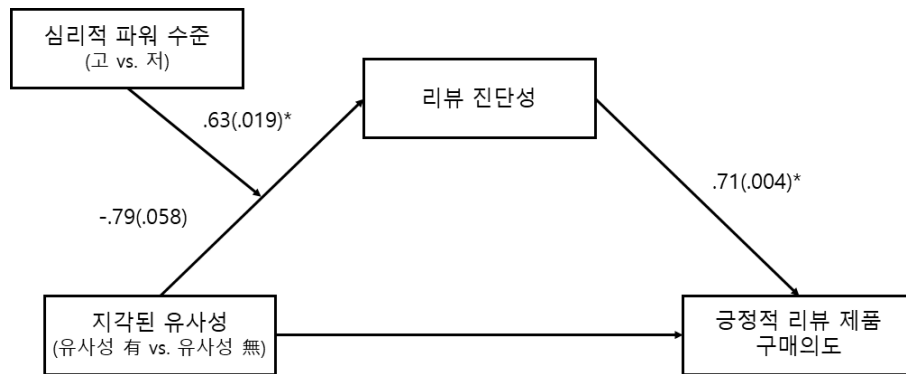 심리적 파워 수준
(고 vs. 저)
리뷰 진단성
.63(.019)*
.71(.004)*
-.79(.058)
지각된 유사성
(유사성 有 vs. 유사성 無)
긍정적 리뷰 제품
구매의도